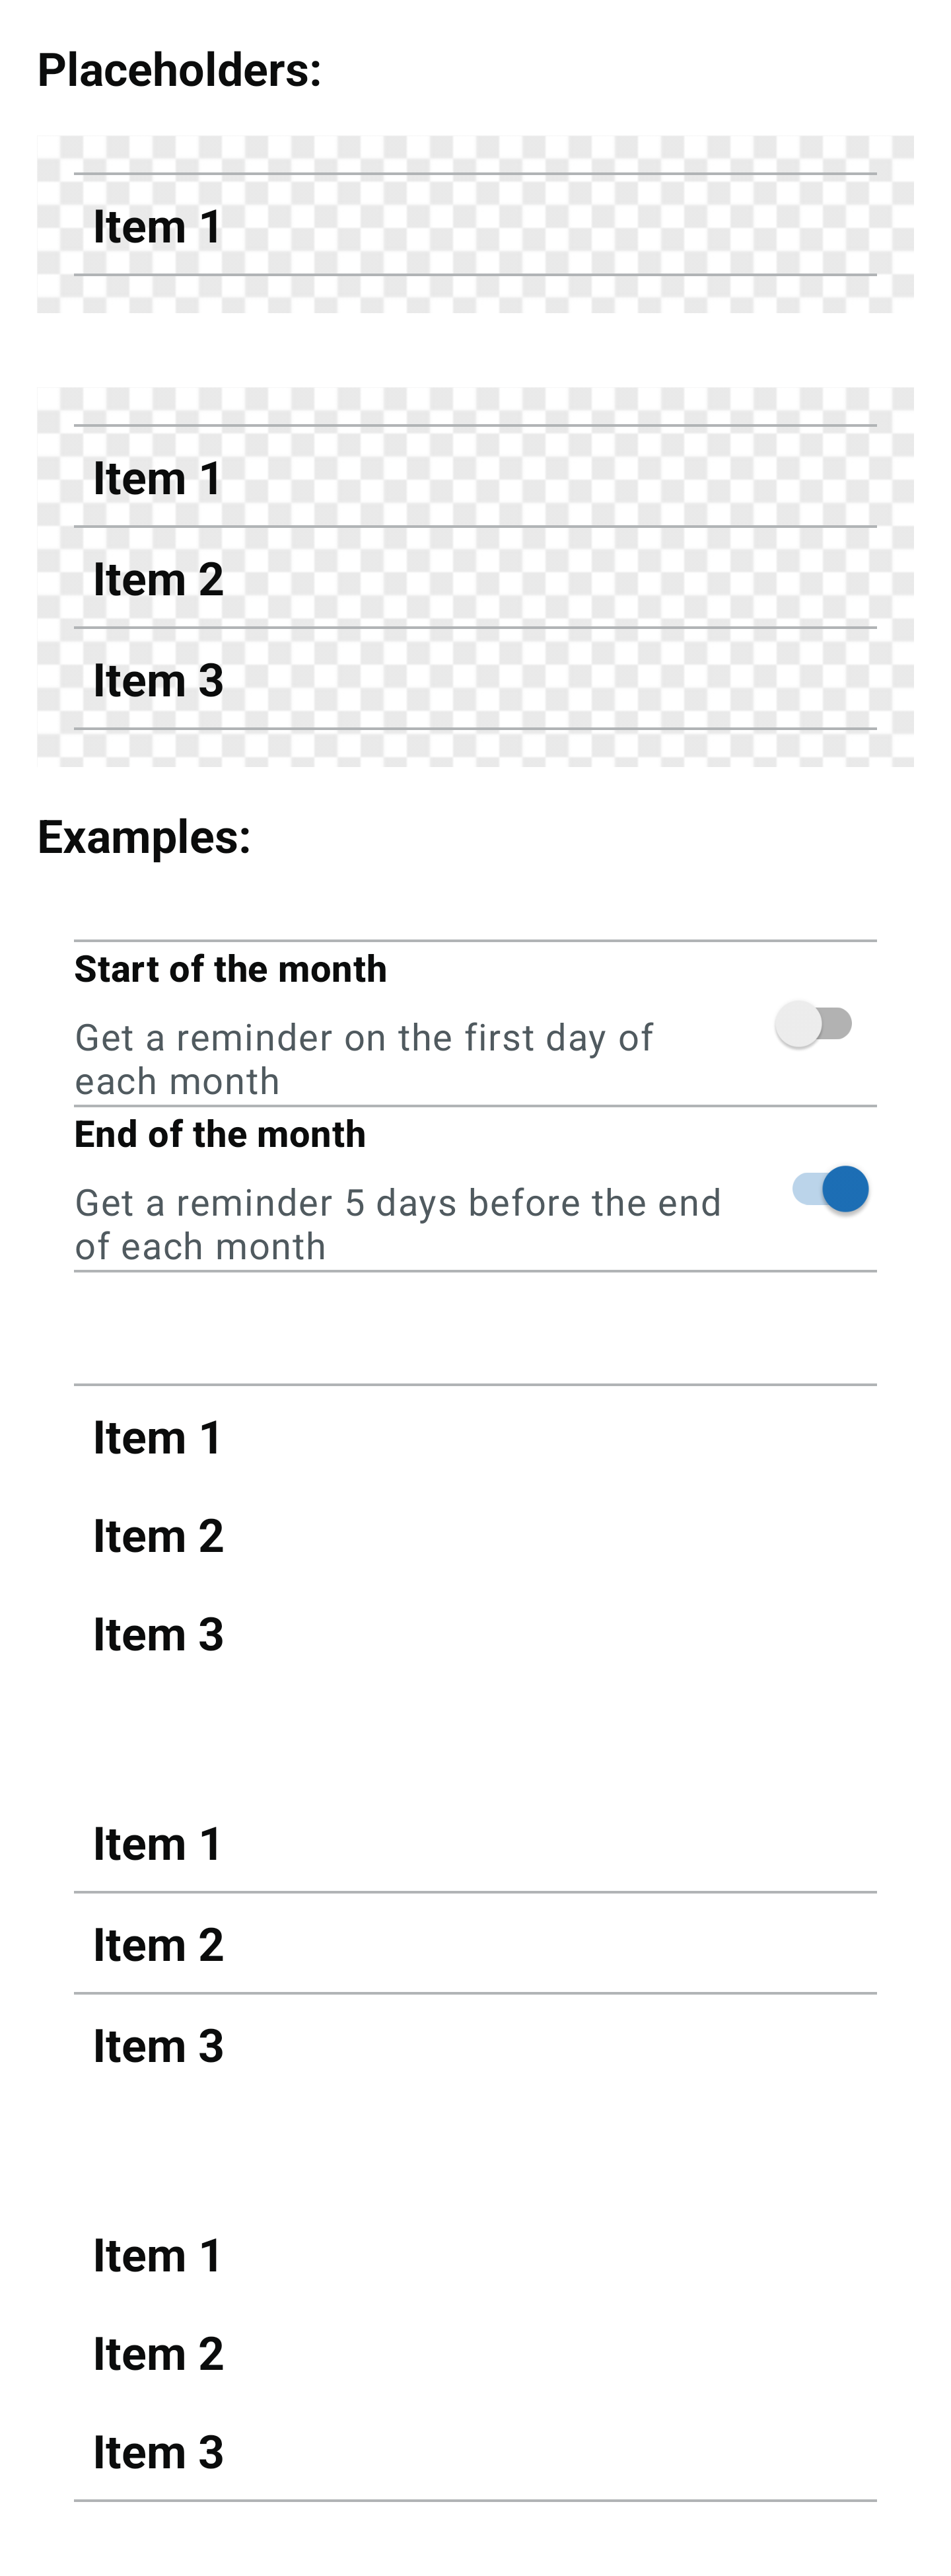 Placeholders:
Item 1
Item 1
Item 2
Item 3
Examples:
Start of the month
Get a reminder on the first day of
each month
End of the month
Get a reminder 5 days before the end
of each month
Item 1
Item 2
Item 3
Item 1
Item 2
Item 3
Item 1
Item 2
Item 3